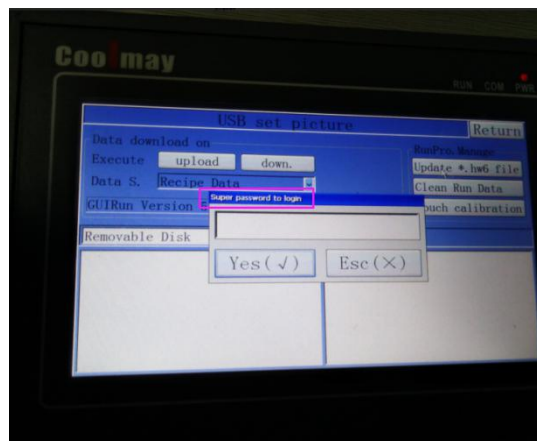 Coolmay
RUN COM PWR
USB set picture
Return
Data download on
RunPro. Manage
Execute upload down.
Update *.hw6 file
Data S. Recipe Data
Clean Run Data
GUIRun Version
Super password to login
ouch calibration
Removable Disk
Yes(√) Esc(×)